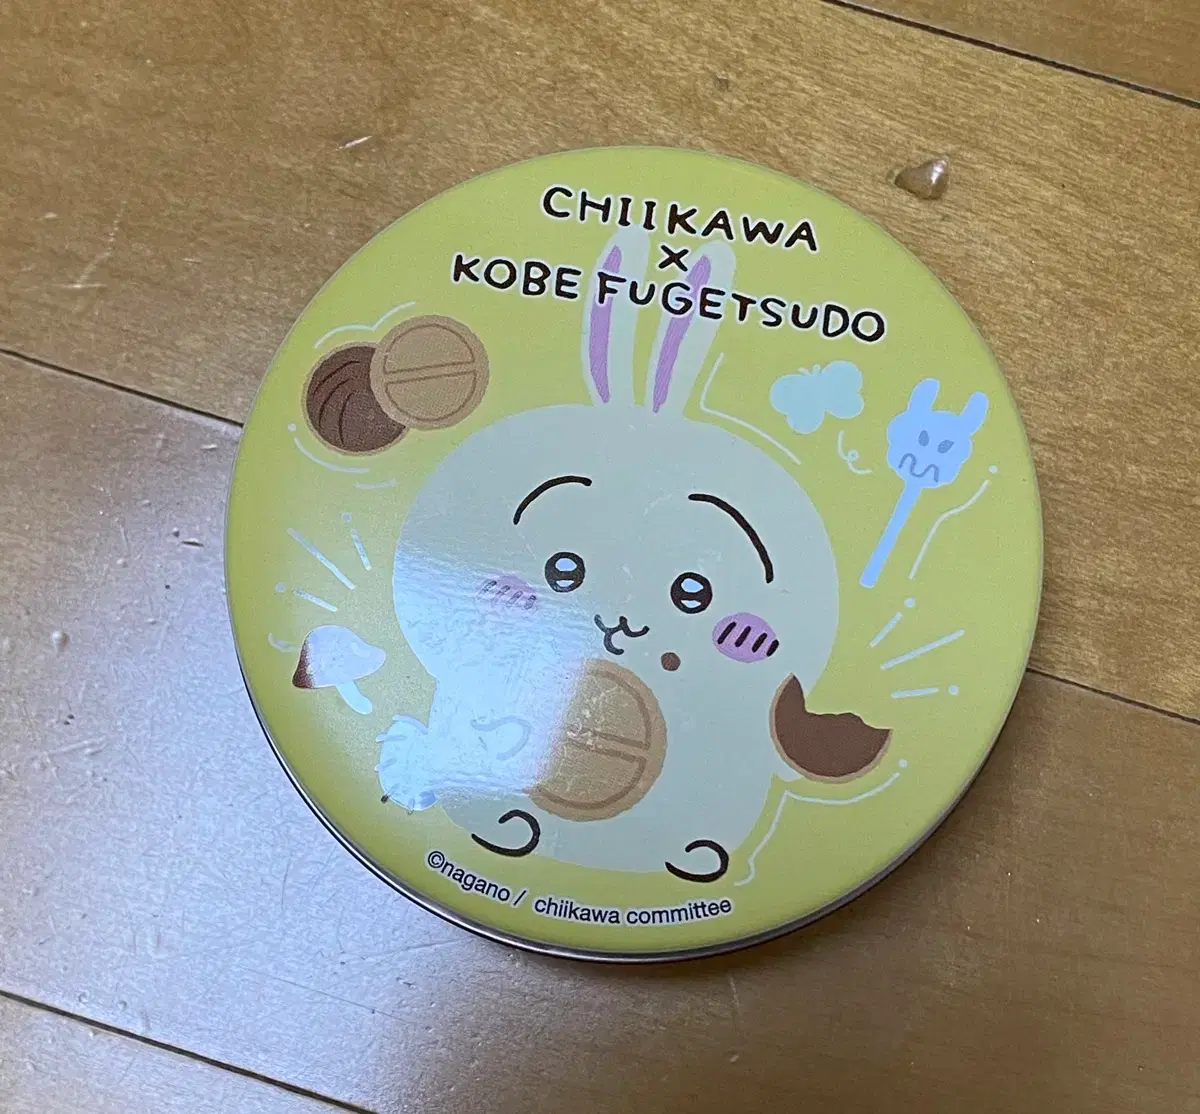 CHIIKAWA
×
KOBE FUGETSUDO
©nagano / chiikawa committee